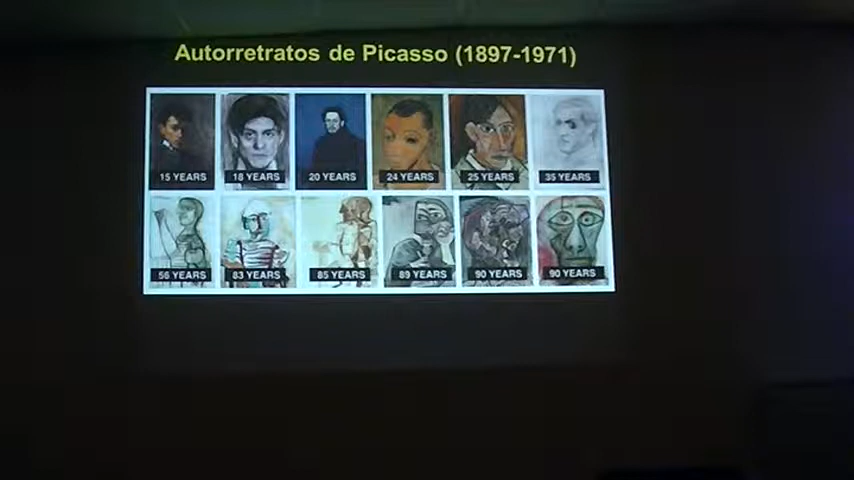 Autorretratos de Picasso (1897-1971)
15 YEARS
18 YEARS
20 YEARS
24 YEARS
25 YEARS
35 YEARS
56 YEARS
83 YEARS
85 YEARS
89 YEARS
90 YEARS
90 YEARS